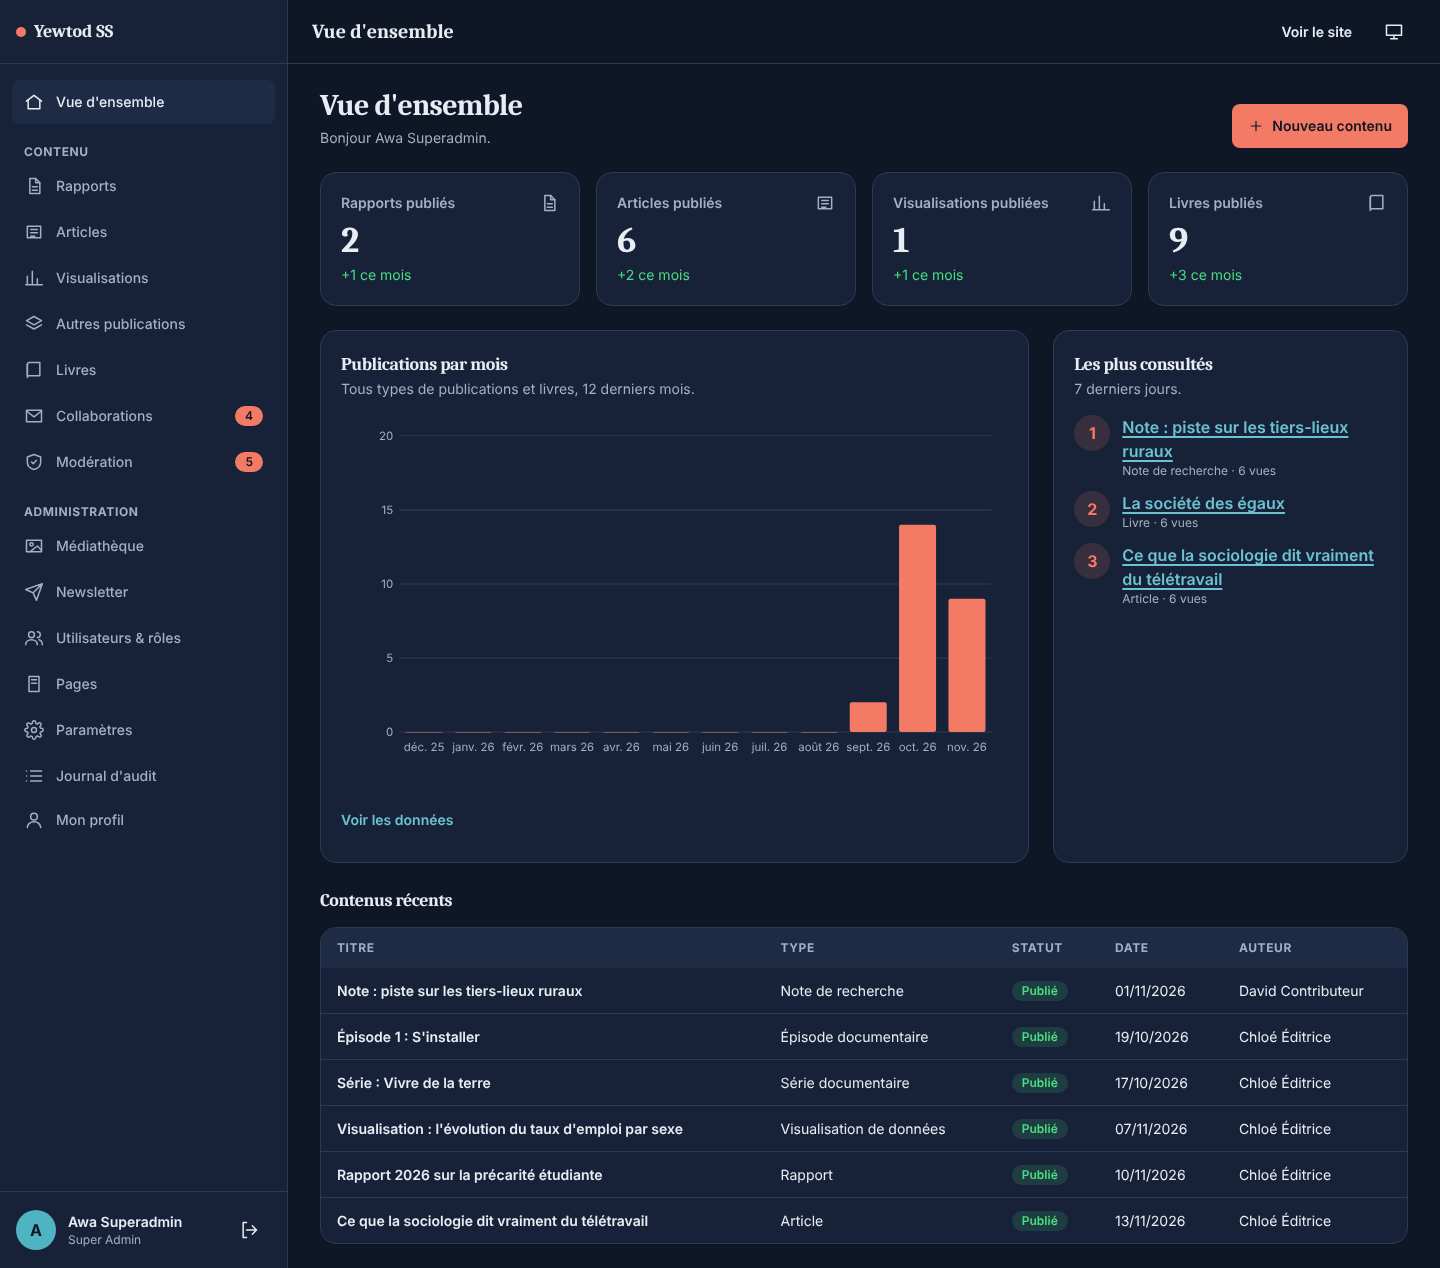 Yewtod SS
Vue d'ensemble
Voir le site
Vue d'ensemble
CONTENU
Rapports
Articles
Visualisations
Autres publications
Livres
Collaborations 4
Modération 5
ADMINISTRATION
Médiathèque
Newsletter
Utilisateurs & rôles
Pages
Paramètres
Journal d'audit
Mon profil
A
Awa Superadmin
Super Admin
Vue d'ensemble
Bonjour Awa Superadmin.
+ Nouveau contenu
Rapports publiés
2
+1 ce mois
Articles publiés
6
+2 ce mois
Visualisations publiées
1
+1 ce mois
Livres publiés
9
+3 ce mois
Publications par mois
Tous types de publications et livres, 12 derniers mois.
20
15
10
5
0
déc. 25 janv. 26 févr. 26 mars 26 avr. 26 mai 26 juin 26 juil. 26 août 26 sept. 26 oct. 26 nov. 26
Voir les données
Les plus consultés
7 derniers jours.
1 Note : piste sur les tiers-lieux
ruraux
Note de recherche · 6 vues
2 La société des égaux
Livre · 6 vues
3 Ce que la sociologie dit vraiment
du télétravail
Article · 6 vues
Contenus récents
TITRE TYPE STATUT DATE AUTEUR
Note : piste sur les tiers-lieux ruraux Note de recherche Publié 01/11/2026 David Contributeur
Épisode 1 : S'installer Épisode documentaire Publié 19/10/2026 Chloé Éditrice
Série : Vivre de la terre Série documentaire Publié 17/10/2026 Chloé Éditrice
Visualisation : l'évolution du taux d'emploi par sexe Visualisation de données Publié 07/11/2026 Chloé Éditrice
Rapport 2026 sur la précarité étudiante Rapport Publié 10/11/2026 Chloé Éditrice
Ce que la sociologie dit vraiment du télétravail Article Publié 13/11/2026 Chloé Éditrice